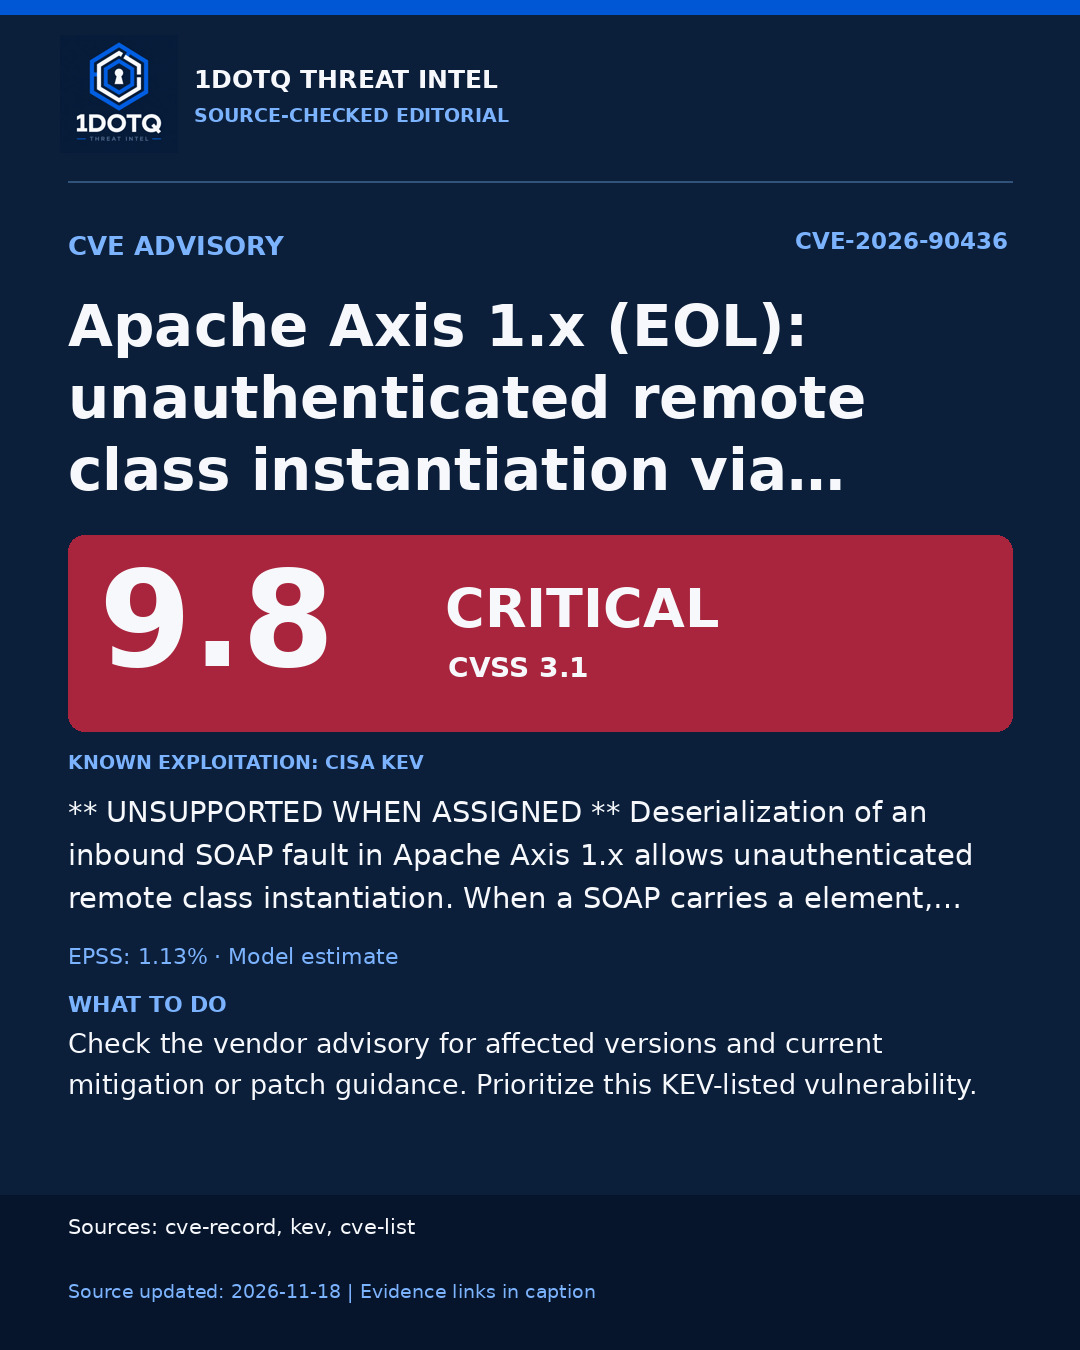 1DOTQ
THREAT INTEL
1DOTQ THREAT INTEL
SOURCE-CHECKED EDITORIAL
CVE ADVISORY
CVE-2026-90436
Apache Axis 1.x (EOL):
unauthenticated remote
class instantiation via…
9.8
CRITICAL
CVSS 3.1
KNOWN EXPLOITATION: CISA KEV
** UNSUPPORTED WHEN ASSIGNED ** Deserialization of an
inbound SOAP fault in Apache Axis 1.x allows unauthenticated
remote class instantiation. When a SOAP carries a element,…
EPSS: 1.13% · Model estimate
WHAT TO DO
Check the vendor advisory for affected versions and current
mitigation or patch guidance. Prioritize this KEV-listed vulnerability.
Sources: cve-record, kev, cve-list
Source updated: 2026-11-18 | Evidence links in caption